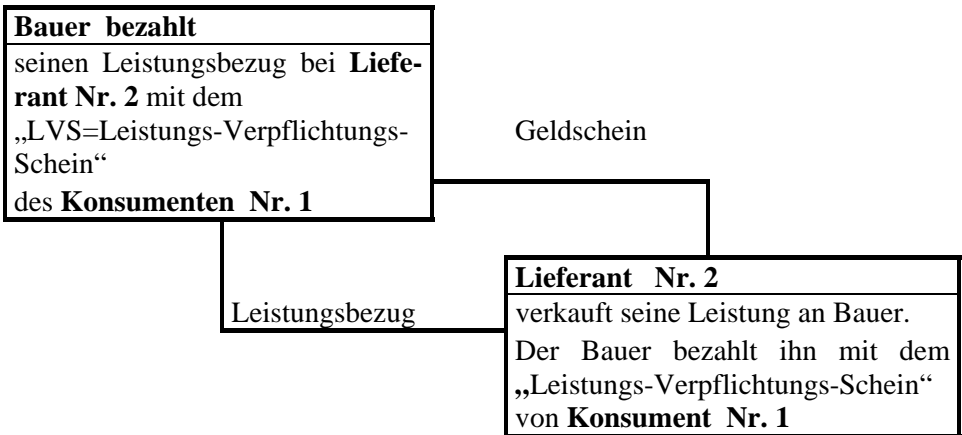 Bauer bezahlt
seinen Leistungsbezug bei Liefe-
rant Nr. 2 mit dem
„LVS=Leistungs-Verpflichtungs-
Schein“
des Konsumenten Nr. 1
Geldschein
Leistungsbezug
Lieferant Nr. 2
verkauft seine Leistung an Bauer.
Der Bauer bezahlt ihn mit dem
„Leistungs-Verpflichtungs-Schein“
von Konsument Nr. 1